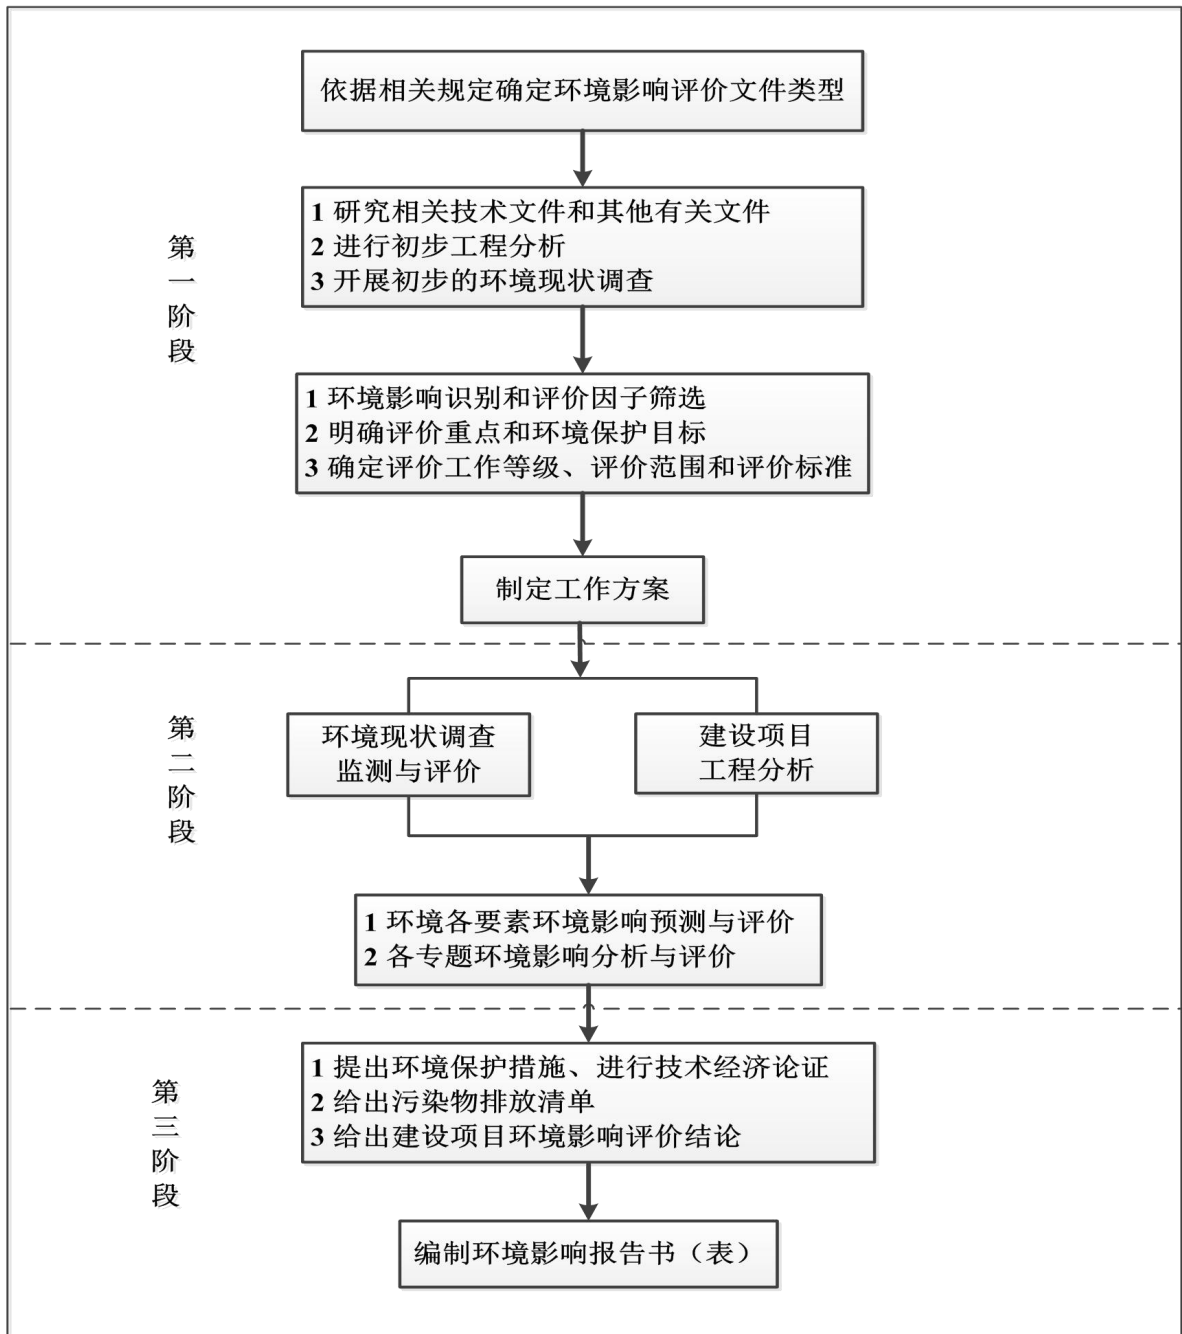 依据相关规定确定环境影响评价文件类型
1 研究相关技术文件和其他有关文件
2 进行初步工程分析
3 开展初步的环境现状调查
第一阶段
1 环境影响识别和评价因子筛选
2 明确评价重点和环境保护目标
3 确定评价工作等级、评价范围和评价标准
制定工作方案
第二阶段
环境现状调查
监测与评价
建设项目
工程分析
1 环境各要素环境影响预测与评价
2 各专题环境影响分析与评价
第三阶段
1 提出环境保护措施、进行技术经济论证
2 给出污染物排放清单
3 给出建设项目环境影响评价结论
编制环境影响报告书（表）